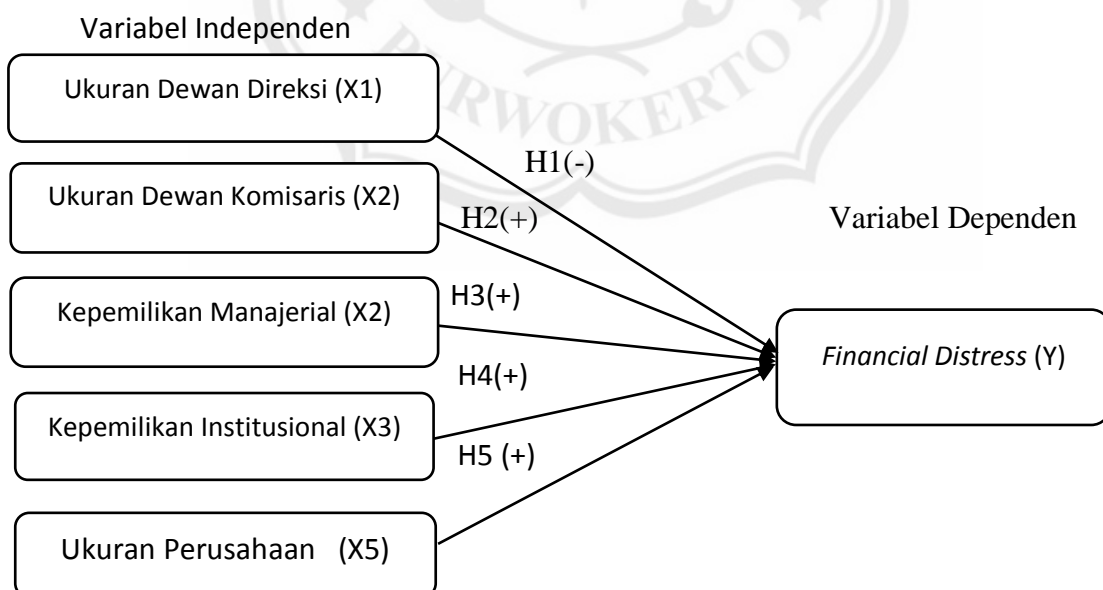 Variabel Independen
Ukuran Dewan Direksi (X1)
PURWOKERTO
H1(-)
Ukuran Dewan Komisaris (X2)
H2(+)
Variabel Dependen
Kepemilikan Manajerial (X2)
H3(+)
Financial Distress (Y)
H4(+)
Kepemilikan Institusional (X3)
H5 (+)
Ukuran Perusahaan (X5)